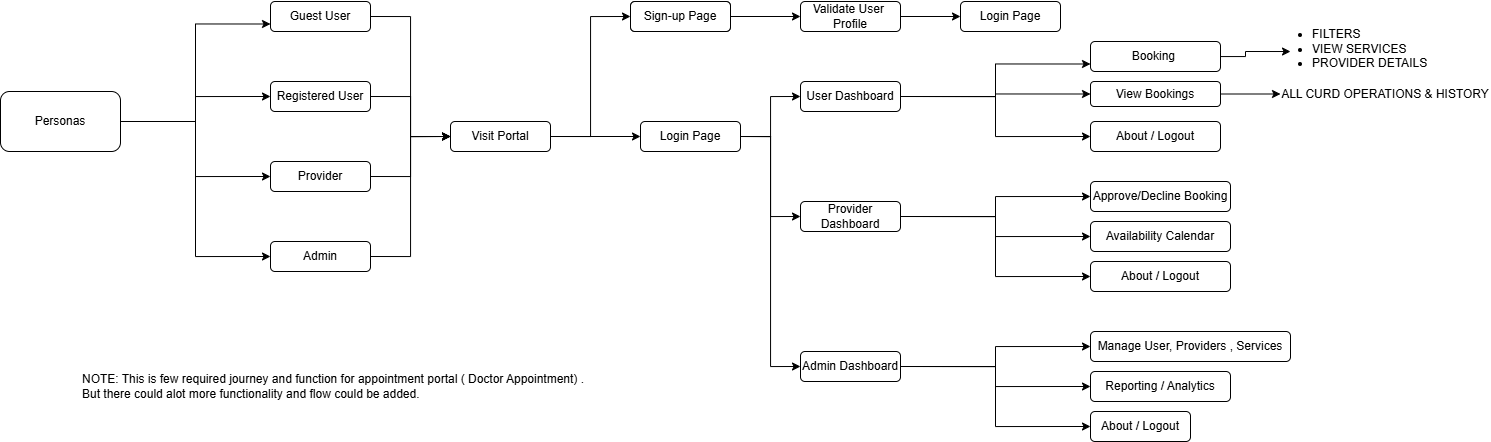 Personas
Guest User
Registered User
Provider
Admin
Visit Portal
Sign-up Page
Validate User
Profile
Login Page
Login Page
User Dashboard
Booking
FILTERS
VIEW SERVICES
PROVIDER DETAILS
View Bookings
ALL CURD OPERATIONS & HISTORY
About / Logout
Provider
Dashboard
Approve/Decline Booking
Availability Calendar
About / Logout
Admin Dashboard
Manage User, Providers , Services
Reporting / Analytics
About / Logout
NOTE: This is few required journey and function for appointment portal ( Doctor Appointment) .
But there could alot more functionality and flow could be added.